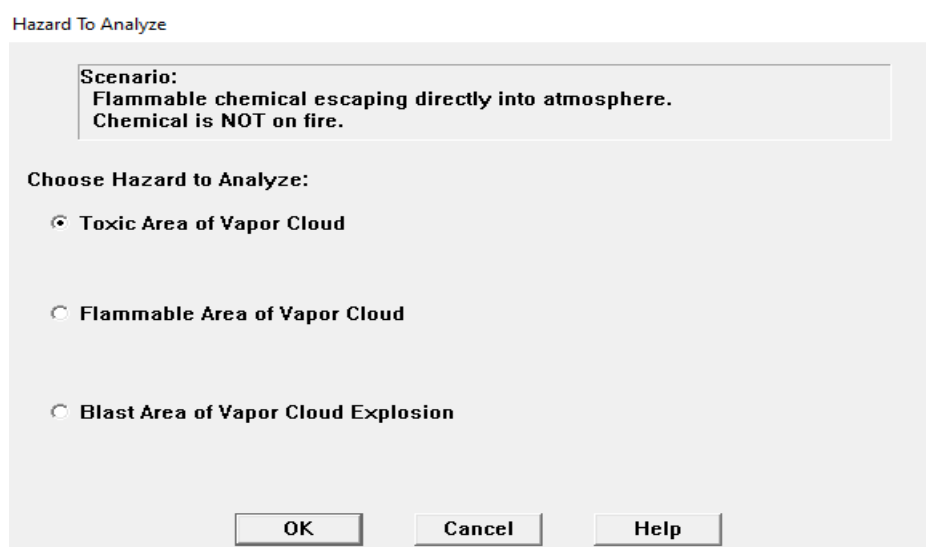 Hazard To Analyze
Scenario:
Flammable chemical escaping directly into atmosphere.
Chemical is NOT on fire.
Choose Hazard to Analyze:
Toxic Area of Vapor Cloud
Flammable Area of Vapor Cloud
Blast Area of Vapor Cloud Explosion
OK Cancel Help